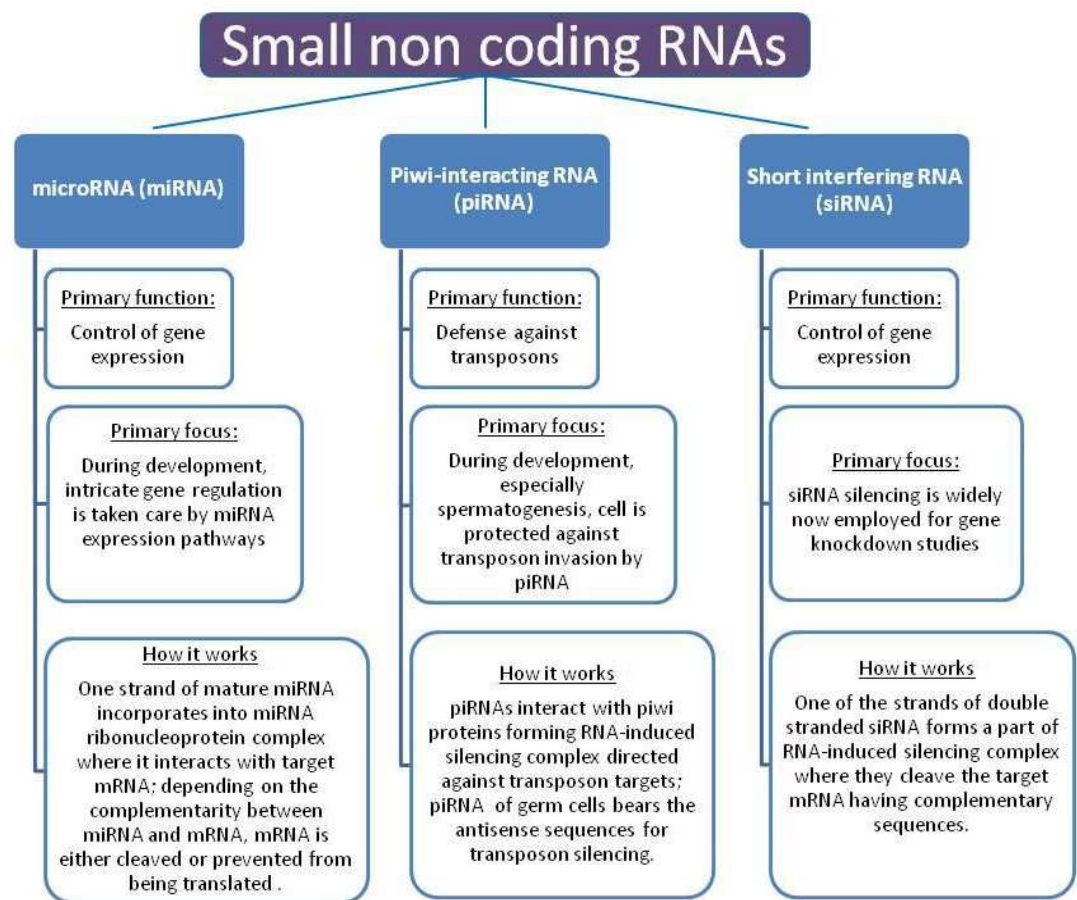 Small non coding RNAs
microRNA (miRNA)
Primary function:
Control of gene
expression
Primary focus:
During development,
intricate gene regulation
is taken care by miRNA
expression pathways
How it works
One strand of mature miRNA
incorporates into miRNA
ribonucleoprotein complex
where it interacts with target
mRNA; depending on the
complementarity between
miRNA and mRNA, mRNA is
either cleaved or prevented from
being translated .
Piwi-interacting RNA
(piRNA)
Primary function:
Defense against
transposons
Primary focus:
During development,
especially
spermatogenesis, cell is
protected against
transposon invasion by
piRNA
How it works
piRNAs interact with piwi
proteins forming RNA-induced
silencing complex directed
against transposon targets;
piRNA of germ cells bears the
antisense sequences for
transposon silencing.
Short interfering RNA
(siRNA)
Primary function:
Control of gene
expression
Primary focus:
siRNA silencing is widely
now employed for gene
knockdown studies
How it works
One of the strands of double
stranded siRNA forms a part of
RNA-induced silencing complex
where they cleave the target
mRNA having complementary
sequences.